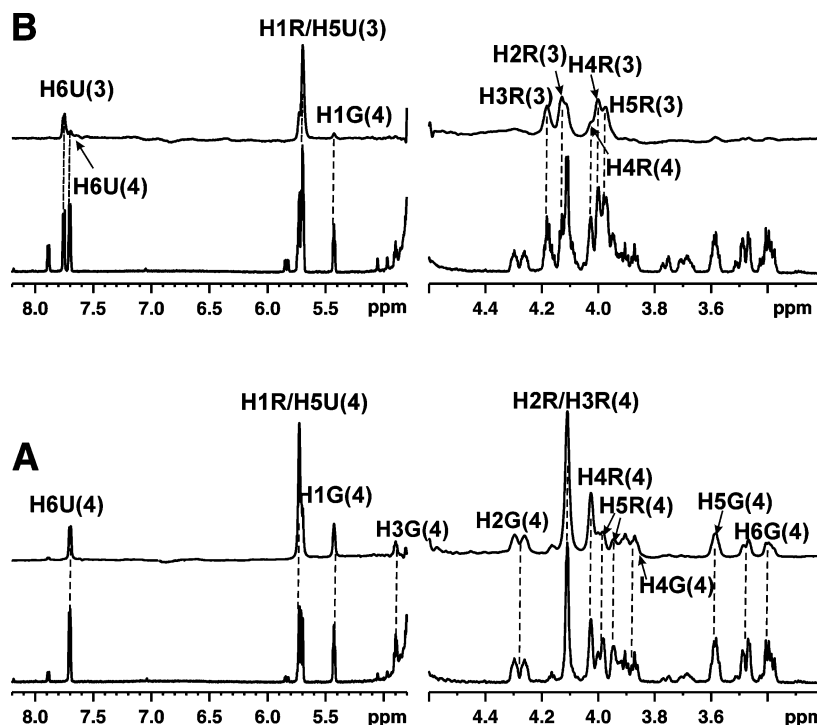 B
H1R/H5U(3)
H6U(3)
H1G(4)
H6U(4)
H2R(3)
H4R(3)
H3R(3)
H5R(3)
H4R(4)
8.0 7.5 7.0 6.5 6.0 5.5 ppm
4.4 4.2 4.0 3.8 3.6 ppm
A
H1R/H5U(4)
H6U(4)
H1G(4)
H3G(4)
H2R/H3R(4)
H4R(4)
H5R(4)
H2G(4)
H5G(4)
H6G(4)
H4G(4)
8.0 7.5 7.0 6.5 6.0 5.5 ppm
4.4 4.2 4.0 3.8 3.6 ppm